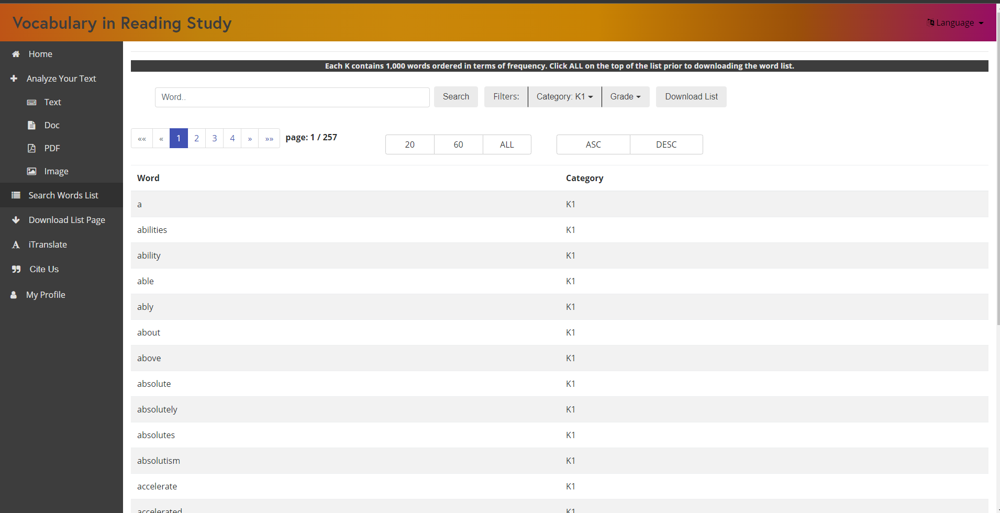 Vocabulary in Reading Study
Language
Home
Analyze Your Text
Text
Doc
PDF
Image
Search Words List
Download List Page
iTranslate
Cite Us
My Profile
Each K contains 1,000 words ordered in terms of frequency. Click ALL on the top of the list prior to downloading the word list.
Word.. Search Filters: Category: K1 Grade Download List
«« « 1 2 3 4 » »» page: 1 / 257 20 60 ALL ASC DESC
Word Category
a K1
abilities K1
ability K1
able K1
ably K1
about K1
above K1
absolute K1
absolutely K1
absolutes K1
absolutism K1
accelerate K1
accelerated K1